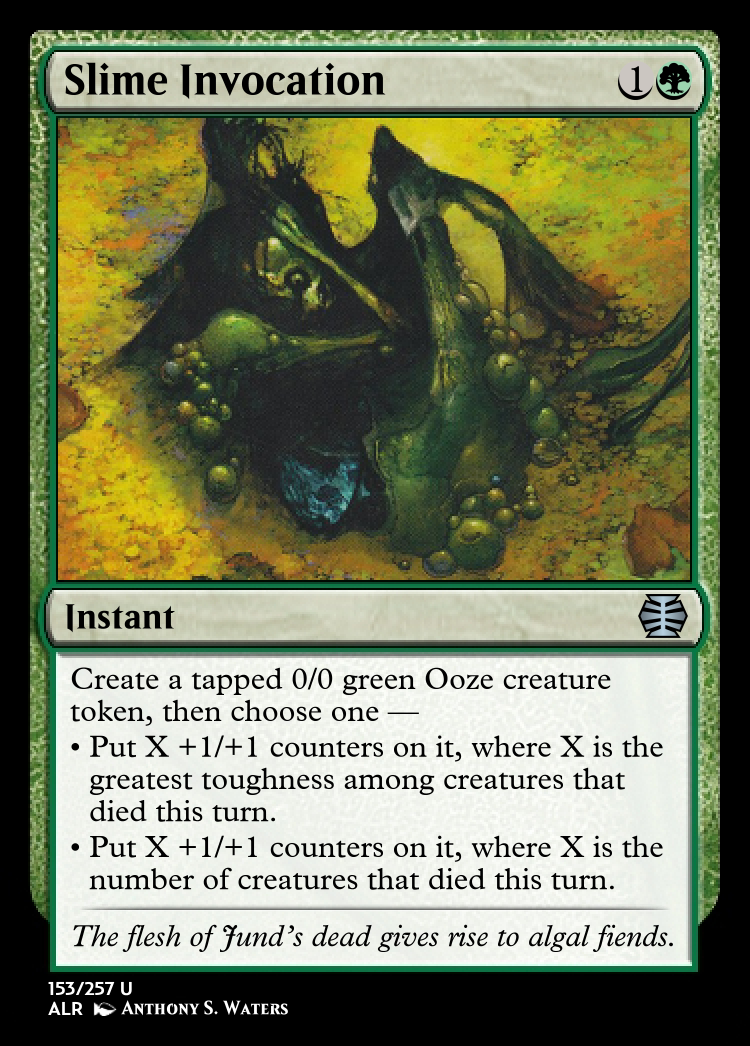 Slime Invocation 1
Instant
Create a tapped 0/0 green Ooze creature
token, then choose one —
• Put X +1/+1 counters on it, where X is the
greatest toughness among creatures that
died this turn.
• Put X +1/+1 counters on it, where X is the
number of creatures that died this turn.
The flesh of Jund's dead gives rise to algal fiends.
153/257 U
ALR Anthony S. Waters